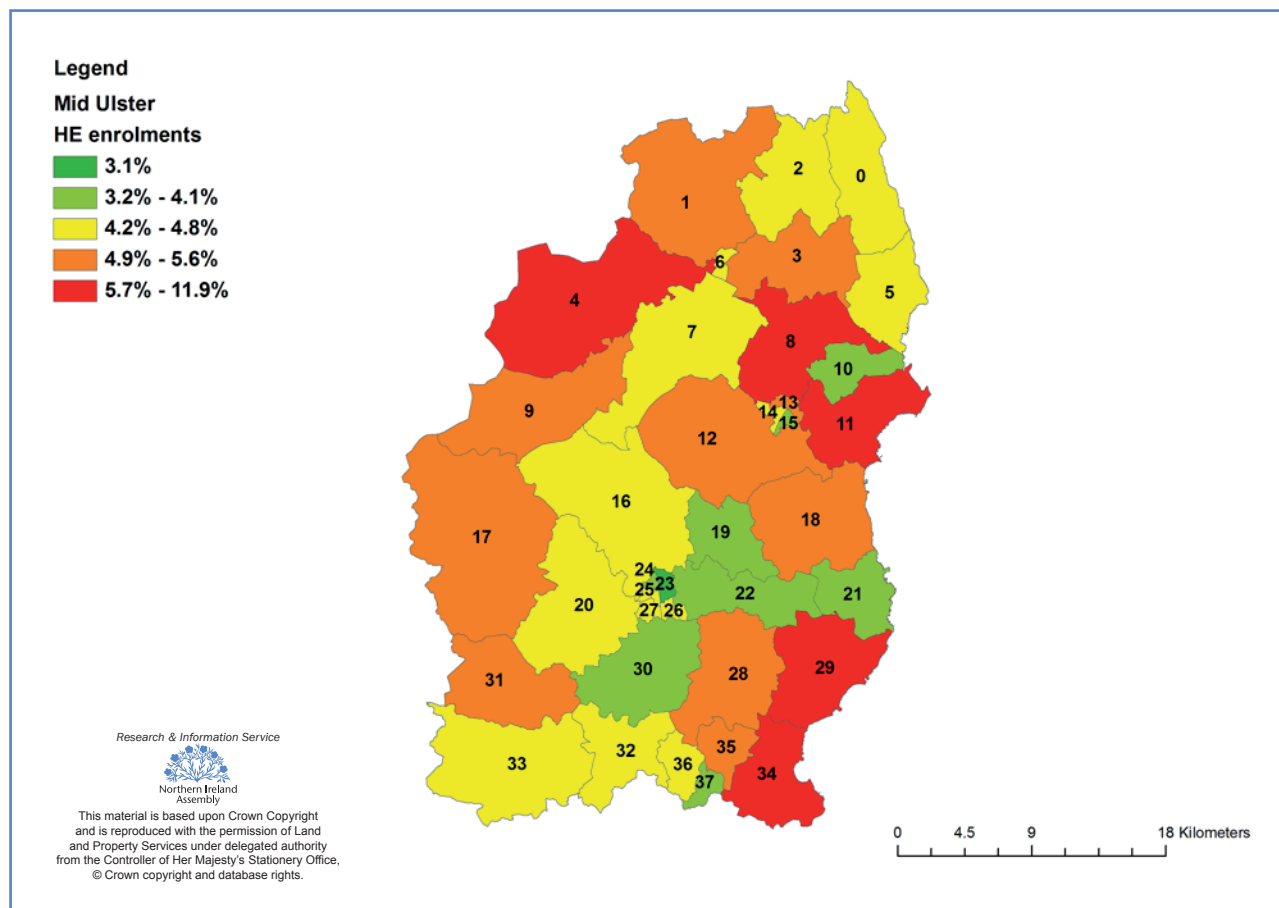 Legend
Mid Ulster
HE enrolments
3.1%
3.2% - 4.1%
4.2% - 4.8%
4.9% - 5.6%
5.7% - 11.9%
0
2
1
3
6
5
4
7
8
10
9
13
14
11
15
12
16
18
17
19
24
23
25
22
21
20
27
26
30
28
29
31
35
32
36
33
34
37
Research & Information Service
Northern Ireland
Assembly
This material is based upon Crown Copyright
and is reproduced with the permission of Land
and Property Services under delegated authority
from the Controller of Her Majesty's Stationery Office,
© Crown copyright and database rights.
0 4.5 9 18 Kilometers